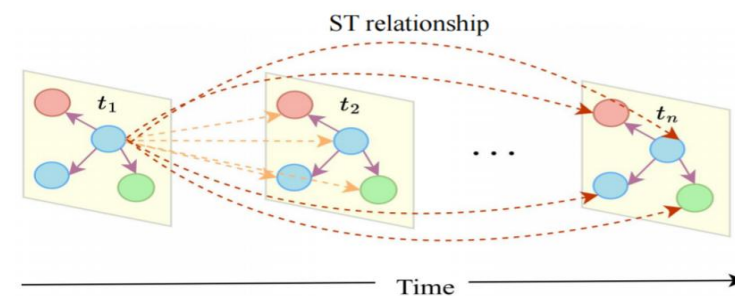 ST relationship
t₁
t₂
tₙ
. . .
Time